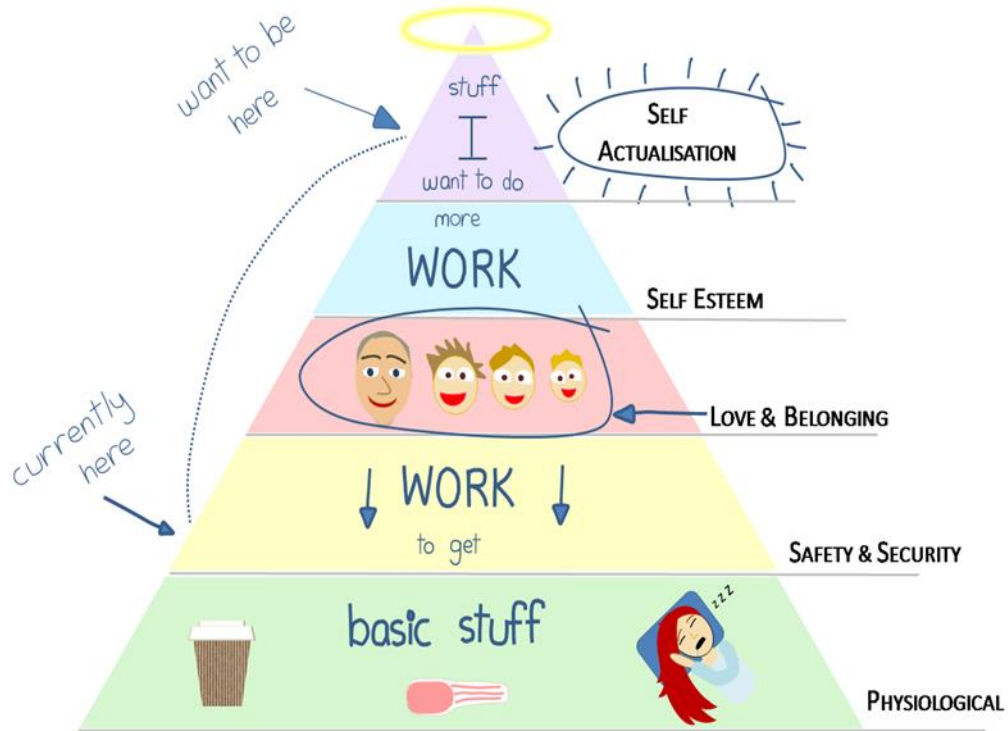 want to be
here
stuff
I
want to do
SELF
ACTUALISATION
more
WORK
SELF ESTEEM
LOVE & BELONGING
currently
here
WORK
to get
SAFETY & SECURITY
basic stuff
zzz
PHYSIOLOGICAL